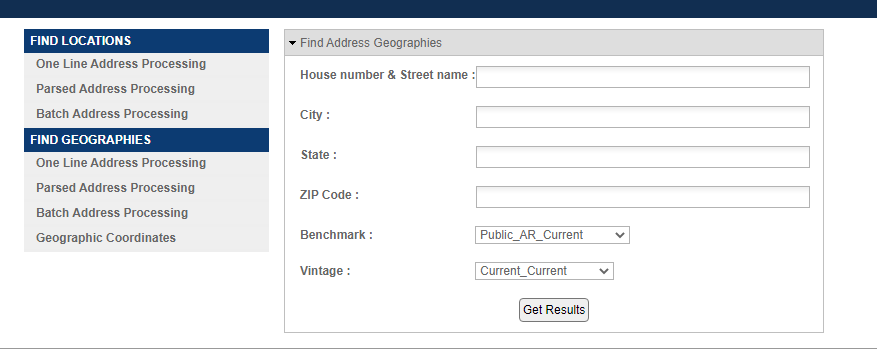 FIND LOCATIONS
One Line Address Processing
Parsed Address Processing
Batch Address Processing
FIND GEOGRAPHIES
One Line Address Processing
Parsed Address Processing
Batch Address Processing
Geographic Coordinates
Find Address Geographies
House number & Street name :
City :
State :
ZIP Code :
Benchmark : Public_AR_Current
Vintage : Current_Current
Get Results